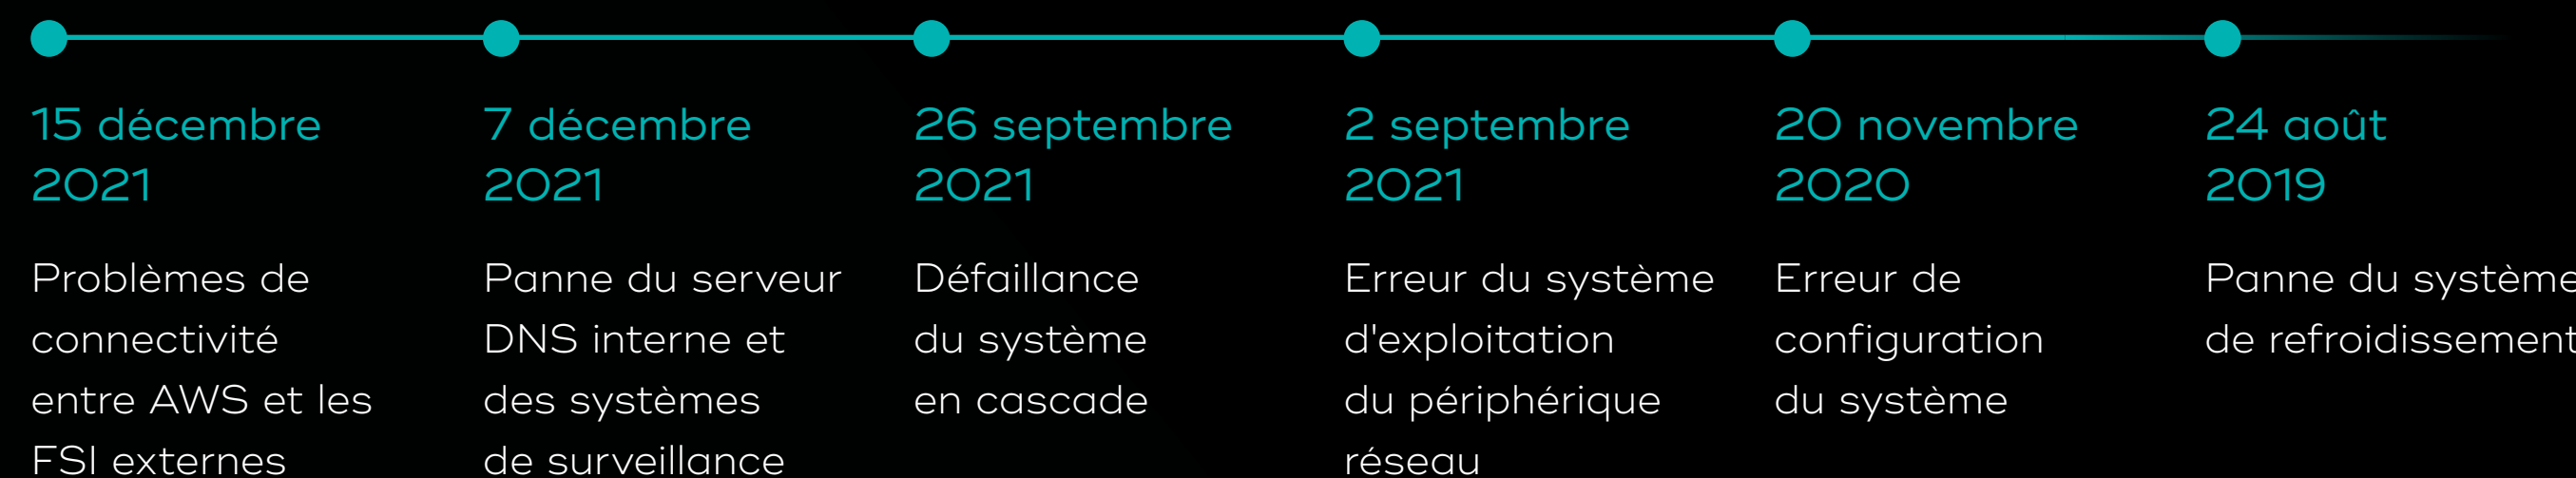 15 décembre
2021
Problèmes de
connectivité
entre AWS et les
FSI externes
7 décembre
2021
Panne du serveur
DNS interne et
des systèmes
de surveillance
26 septembre
2021
Défaillance
du système
en cascade
2 septembre
2021
Erreur du système
d'exploitation
du périphérique
réseau
20 novembre
2020
Erreur de
configuration
du système
24 août
2019
Panne du système
de refroidissement